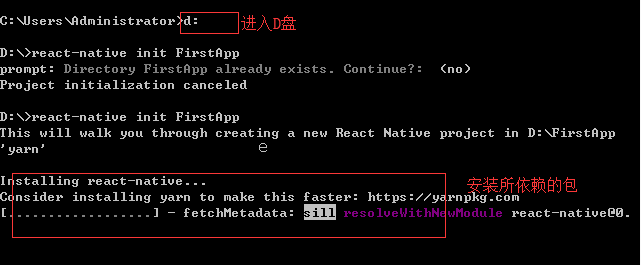 C:\Users\Administrator>d:
进入D盘
D:\>react-native init FirstApp
prompt: Directory FirstApp already exists. Continue?:  (no)
Project initialization canceled
D:\>react-native init FirstApp
This will walk you through creating a new React Native project in D:\FirstApp
'yarn'
e
Installing react-native...
安装所依赖的包
Consider installing yarn to make this faster: https://yarnpkg.com
[..................] - fetchMetadata: sill resolveWithNewModule react-native@0.